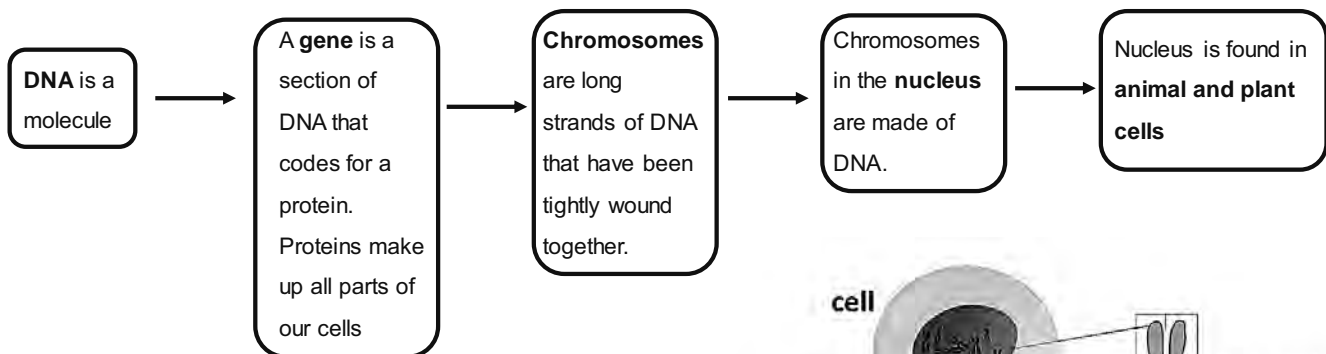 DNA is a
molecule
A gene is a
section of
DNA that
codes for a
protein.
Proteins make
up all parts of
our cells
Chromosomes
are long
strands of DNA
that have been
tightly wound
together.
Chromosomes
in the nucleus
are made of
DNA.
Nucleus is found in
animal and plant
cells
cell